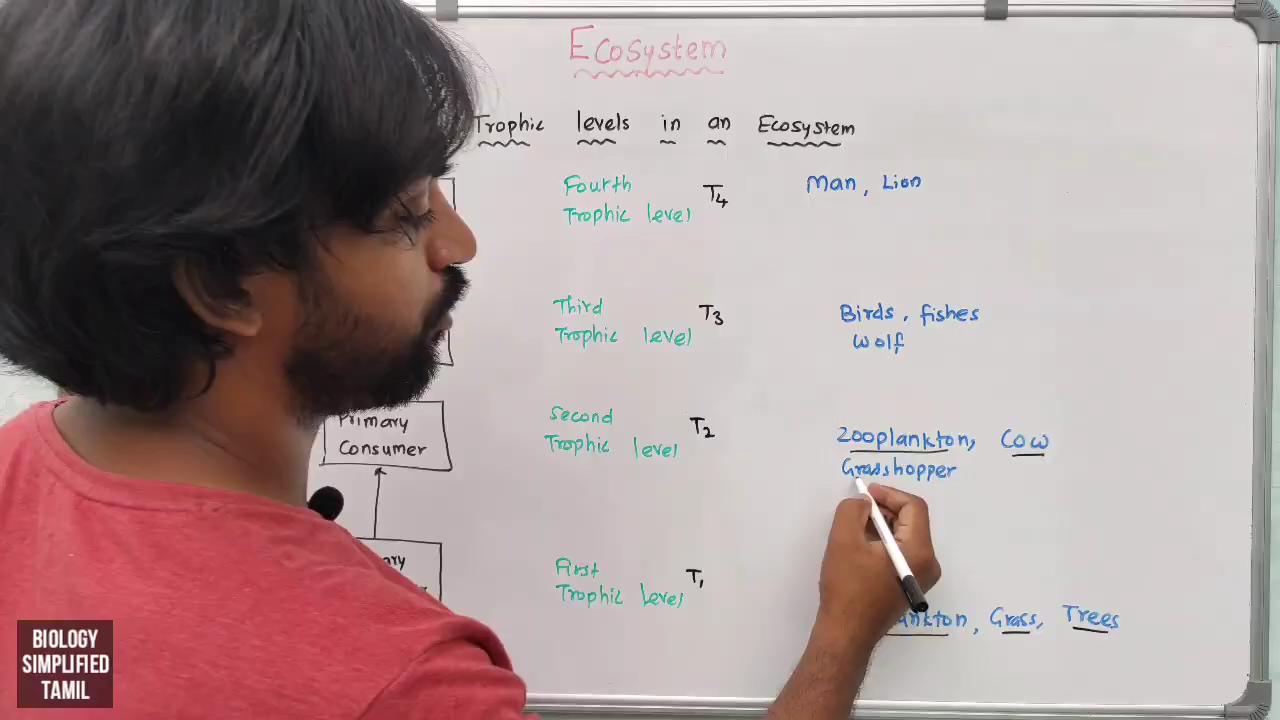 Ecosystem
Trophic levels in an Ecosystem
Fourth
Trophic level T4
Man, Lion
Third
Trophic level T3
Birds, fishes
wolf
Primary
Consumer
Second
Trophic level T2
Zooplankton, Cow
Grasshopper
First
Trophic level T1
Grass, Trees
BIOLOGY
SIMPLIFIED
TAMIL